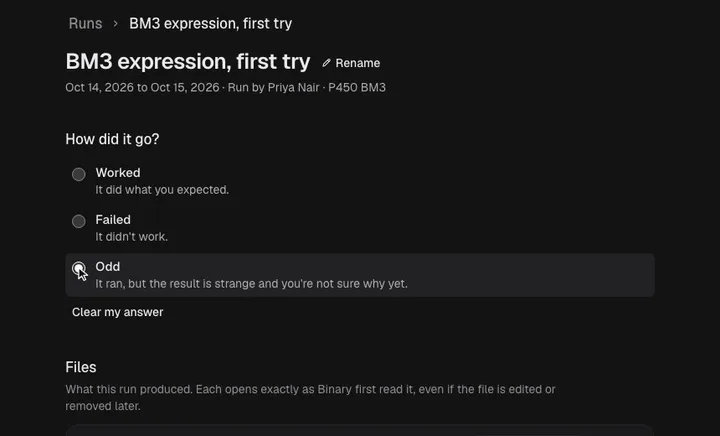 Runs › BM3 expression, first try
BM3 expression, first try Rename
Oct 14, 2026 to Oct 15, 2026 · Run by Priya Nair · P450 BM3
How did it go?
Worked
It did what you expected.
Failed
It didn't work.
Odd
It ran, but the result is strange and you're not sure why yet.
Clear my answer
Files
What this run produced. Each opens exactly as Binary first read it, even if the file is edited or
removed later.